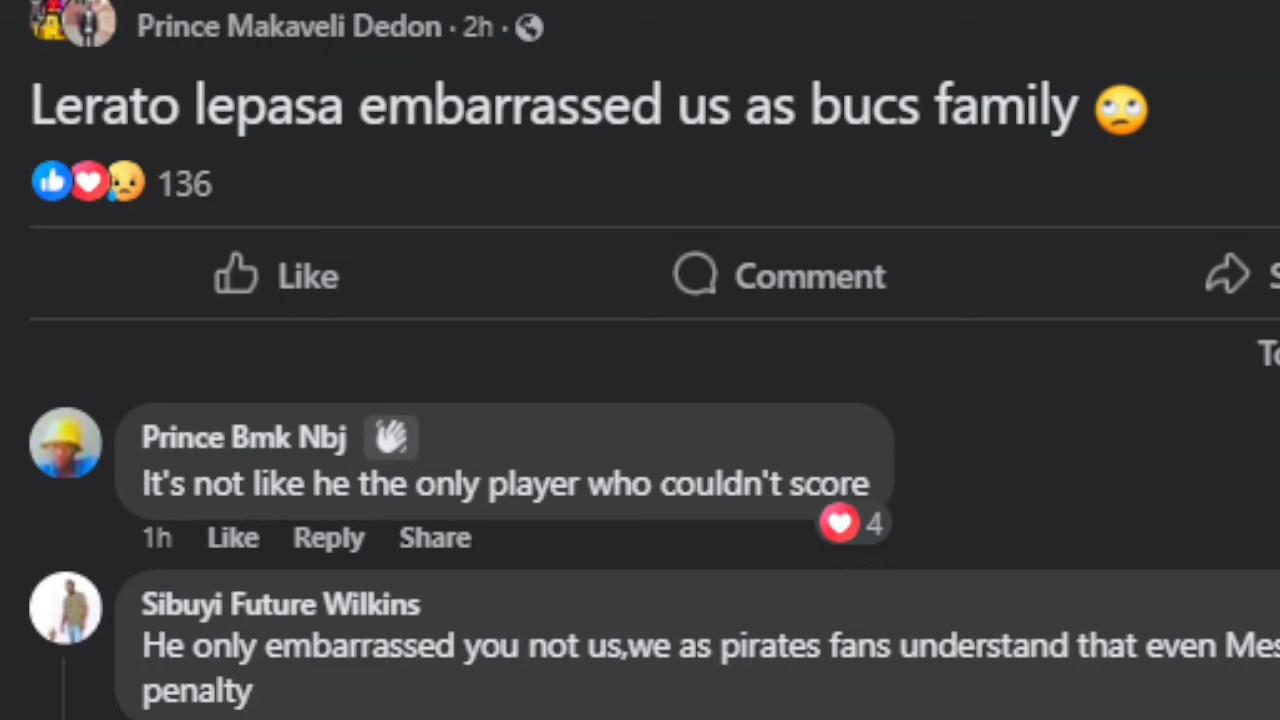 Prince Makaveli Dedon · 2h ·
Lerato lepasa embarrassed us as bucs family 🙄
136
Like Comment
Prince Bmk Nbj 👋
It's not like he the only player who couldn't score
4
1h Like Reply Share
Sibuyi Future Wilkins
He only embarrassed you not us,we as pirates fans understand that even
penalty